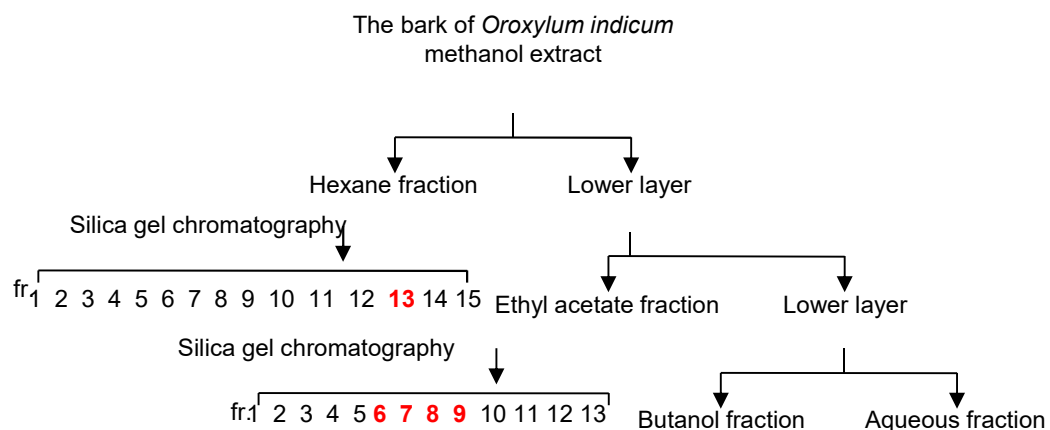 The bark of Oroxylum indicum
methanol extract
Hexane fraction
Lower layer
Silica gel chromatography
fr. 1 2 3 4 5 6 7 8 9 10 11 12 13 14 15
Ethyl acetate fraction
Lower layer
Silica gel chromatography
fr. 1 2 3 4 5 6 7 8 9 10 11 12 13
Butanol fraction
Aqueous fraction